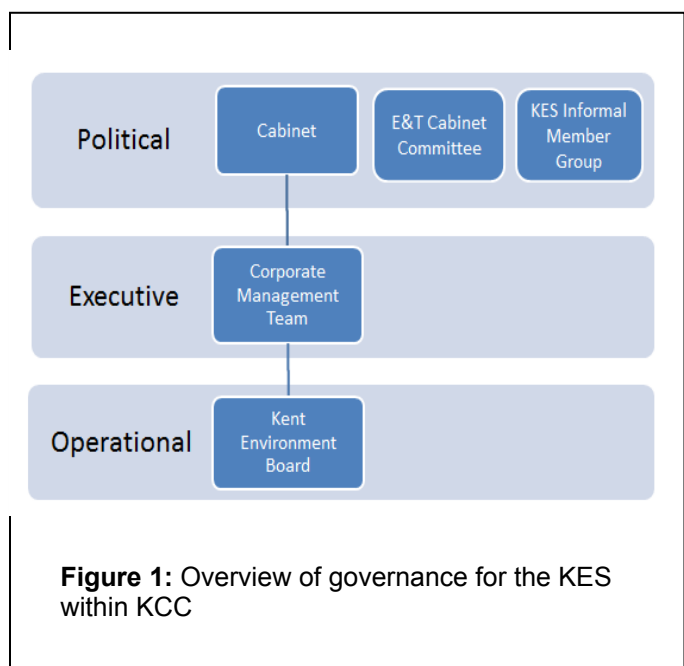 Political
Cabinet
E&T Cabinet
Committee
KES Informal
Member
Group
Executive
Corporate
Management
Team
Operational
Kent
Environment
Board
Figure 1: Overview of governance for the KES
within KCC